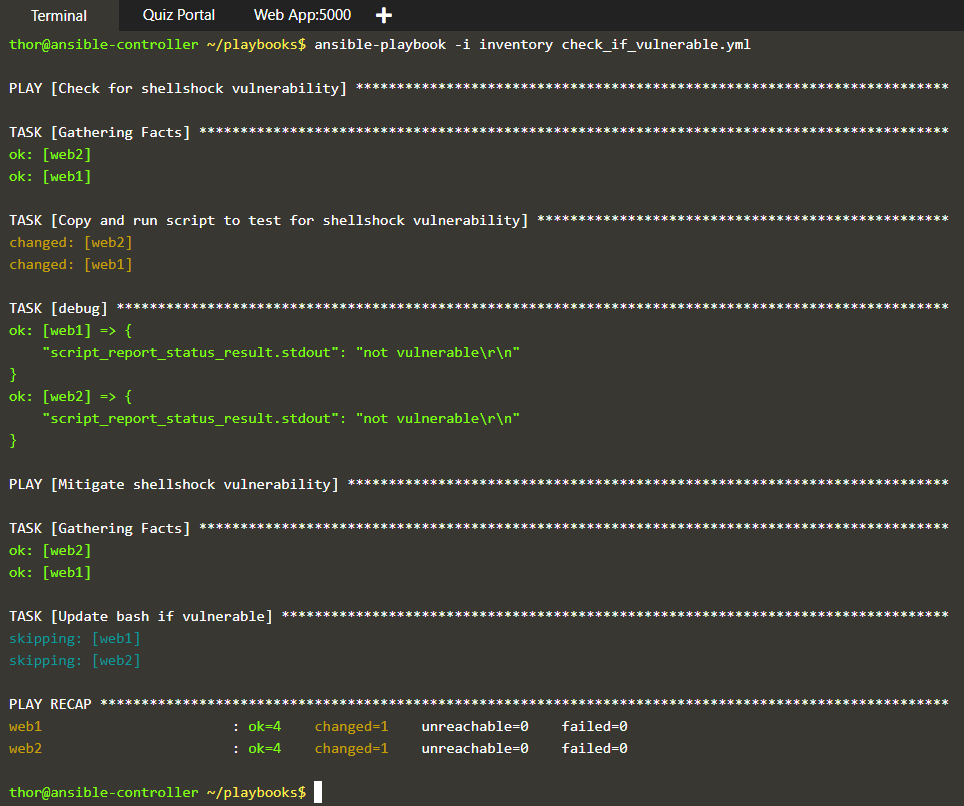 Terminal Quiz Portal Web App:5000 +
thor@ansible-controller ~/playbooks$ ansible-playbook -i inventory check_if_vulnerable.yml
PLAY [Check for shellshock vulnerability] ************************************************************************
TASK [Gathering Facts] *******************************************************************************************
ok: [web2]
ok: [web1]
TASK [Copy and run script to test for shellshock vulnerability] **************************************************
changed: [web2]
changed: [web1]
TASK [debug] *****************************************************************************************************
ok: [web1] => {
    "script_report_status_result.stdout": "not vulnerable\r\n"
}
ok: [web2] => {
    "script_report_status_result.stdout": "not vulnerable\r\n"
}
PLAY [Mitigate shellshock vulnerability] *************************************************************************
TASK [Gathering Facts] *******************************************************************************************
ok: [web2]
ok: [web1]
TASK [Update bash if vulnerable] *********************************************************************************
skipping: [web1]
skipping: [web2]
PLAY RECAP *******************************************************************************************************
web1                       : ok=4    changed=1    unreachable=0    failed=0
web2                       : ok=4    changed=1    unreachable=0    failed=0
thor@ansible-controller ~/playbooks$